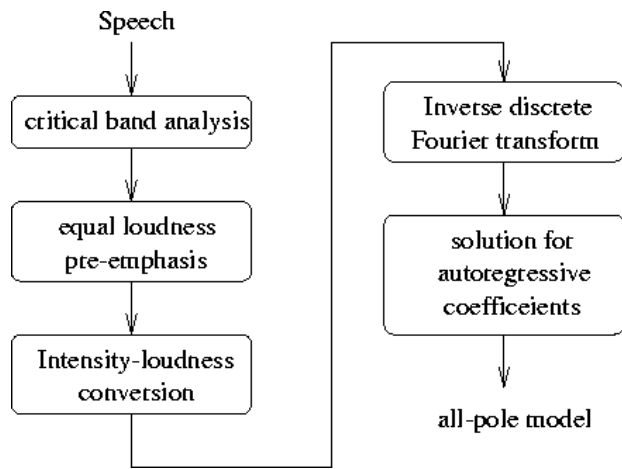 Speech
critical band analysis
equal loudness
pre-emphasis
Intensity-loudness
conversion
Inverse discrete
Fourier transform
solution for
autoregressive
coefficeients
all-pole model